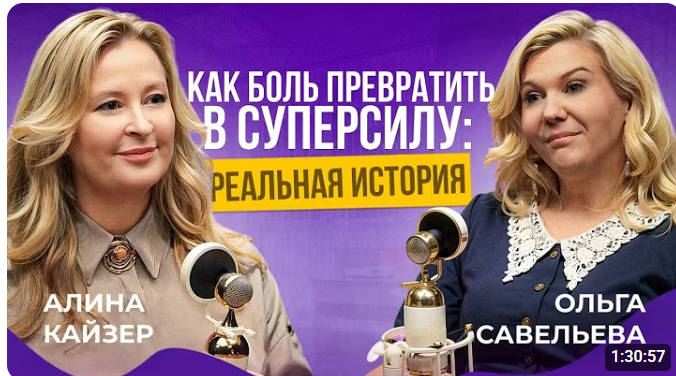 КАК БОЛЬ ПРЕВРАТИТЬ
В СУПЕРСИЛУ:
РЕАЛЬНАЯ ИСТОРИЯ
АЛИНА
КАЙЗЕР
ОЛЬГА
САВЕЛЬЕВА
1:30:57